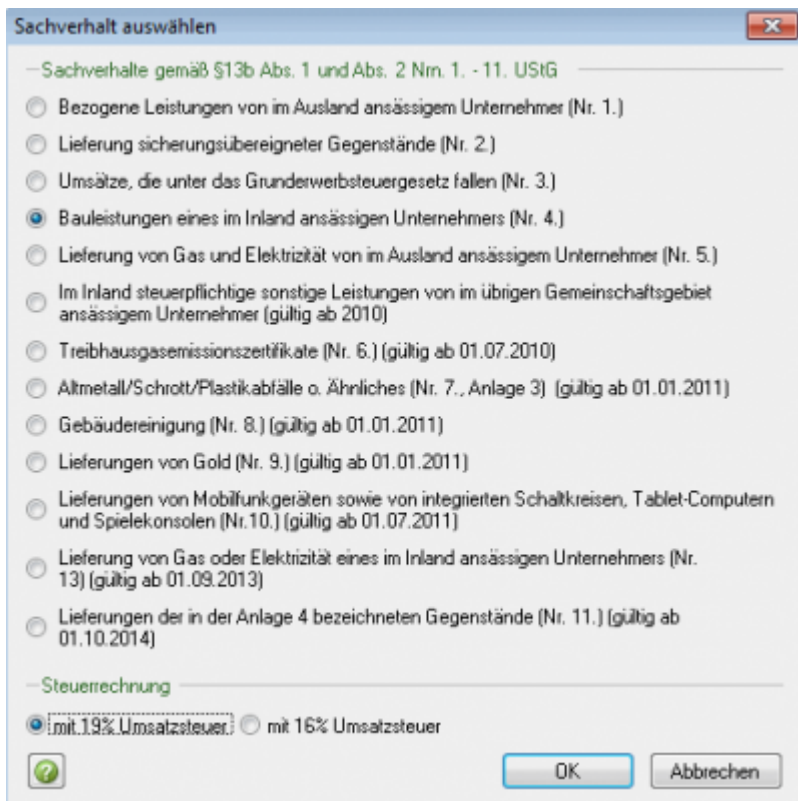 Sachverhalt auswählen
Sachverhalte gemäß §13b Abs. 1 und Abs. 2 Nrn. 1. - 11. UStG
Bezogene Leistungen von im Ausland ansässigem Unternehmer (Nr. 1.)
Lieferung sicherungsübereigneter Gegenstände (Nr. 2.)
Umsätze, die unter das Grunderwerbsteuergesetz fallen (Nr. 3.)
Bauleistungen eines im Inland ansässigen Unternehmers (Nr. 4.)
Lieferung von Gas und Elektrizität von im Ausland ansässigem Unternehmer (Nr. 5.)
Im Inland steuerpflichtige sonstige Leistungen von im übrigen Gemeinschaftsgebiet
ansässigem Unternehmer (gültig ab 2010)
Treibhausgasemissionszertifikate (Nr. 6.) (gültig ab 01.07.2010)
Altmetall/Schrott/Plastikabfälle o. Ähnliches (Nr. 7., Anlage 3) (gültig ab 01.01.2011)
Gebäudereinigung (Nr. 8.) (gültig ab 01.01.2011)
Lieferungen von Gold (Nr. 9.) (gültig ab 01.01.2011)
Lieferungen von Mobilfunkgeräten sowie von integrierten Schaltkreisen, Tablet-Computern
und Spielekonsolen (Nr.10.) (gültig ab 01.07.2011)
Lieferung von Gas oder Elektrizität eines im Inland ansässigen Unternehmers (Nr.
13) (gültig ab 01.09.2013)
Lieferungen der in der Anlage 4 bezeichneten Gegenstände (Nr. 11.) (gültig ab
01.10.2014)
Steuerrechnung
mit 19% Umsatzsteuer mit 16% Umsatzsteuer
OK Abbrechen